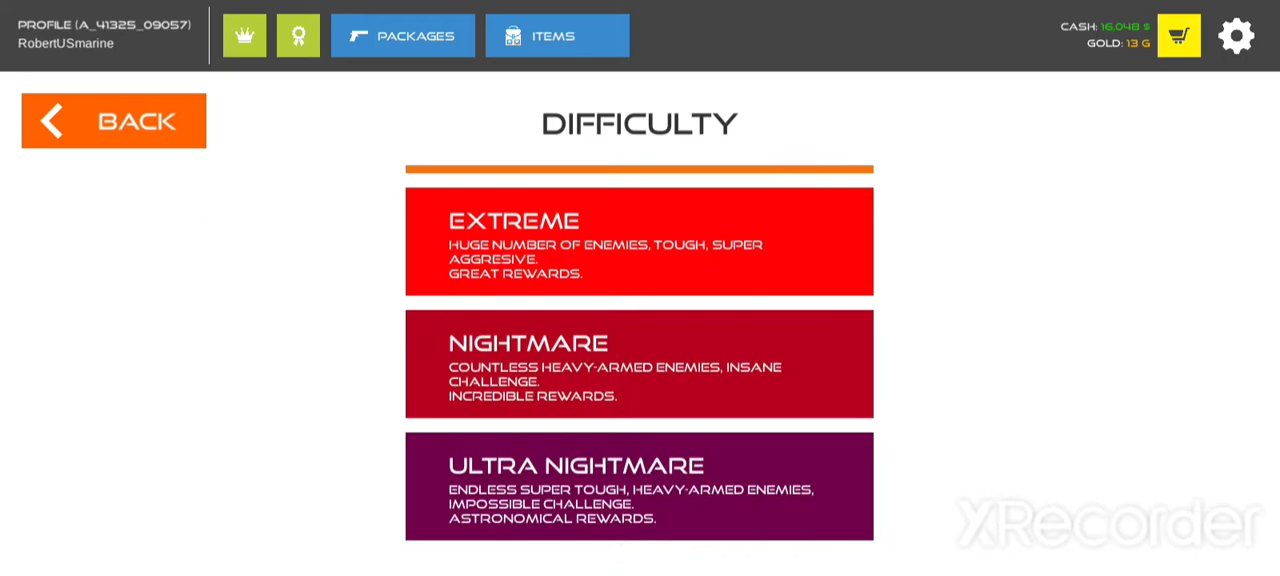 PROFILE (A_41325_09057)
RobertUSmarine
PACKAGES
ITEMS
CASH: 16,048 $
GOLD: 13 G
BACK
DIFFICULTY
EXTREME
HUGE NUMBER OF ENEMIES, TOUGH, SUPER
AGGRESIVE.
GREAT REWARDS.
NIGHTMARE
COUNTLESS HEAVY-ARMED ENEMIES, INSANE
CHALLENGE.
INCREDIBLE REWARDS.
ULTRA NIGHTMARE
ENDLESS SUPER TOUGH, HEAVY-ARMED ENEMIES,
IMPOSSIBLE CHALLENGE.
ASTRONOMICAL REWARDS.
XRecorder